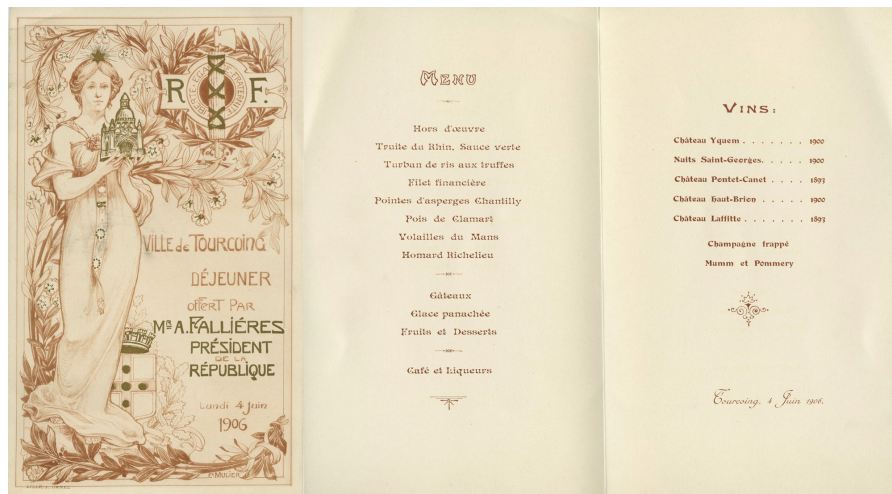 R F.
LIBERTÉ EGALITÉ FRATERNITÉ
VILLE de TOURCOING
DÉJEUNER
offert PAR
Mr A. FALLIÉRES
PRÉSIDENT
DE LA
RÉPUBLIQUE
Lundi 4 Juin
1906
MULIER
MENU
Hors d'œuvre
Truite du Rhin, Sauce verte
Turban de ris aux truffes
Filet financière
Pointes d'asperges Chantilly
Pois de Clamart
Volailles du Mans
Homard Richelieu
Gâteaux
Glace panachée
Fruits et Desserts
Café et Liqueurs
VINS:
Château Yquem . . . . . . . 1900
Nuits Saint-Georges. . . . . 1900
Château Pontet-Canet . . . . 1893
Château Haut-Brion . . . . . 1900
Château Laffitte . . . . . . . 1893
Champagne frappé
Mumm et Pommery
Tourcoing, 4 Juin 1906.